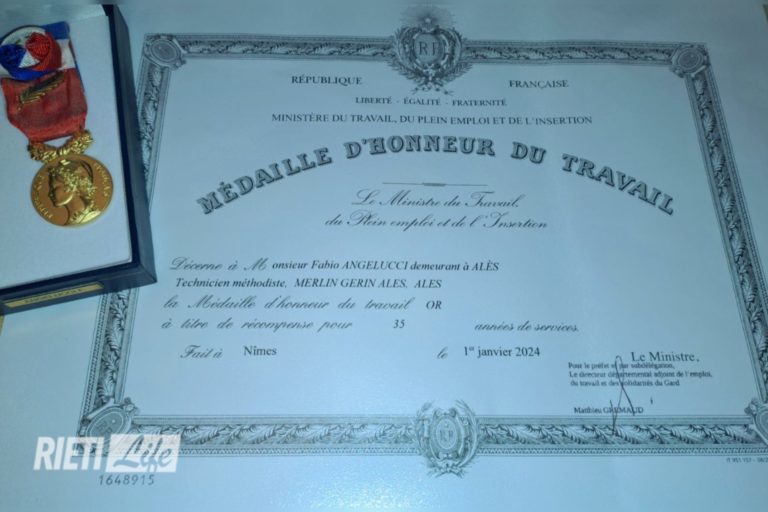 RF
RÉPUBLIQUE FRANÇAISE
LIBERTÉ - ÉGALITÉ - FRATERNITÉ
MINISTÈRE DU TRAVAIL, DU PLEIN EMPLOI ET DE L'INSERTION
MÉDAILLE D'HONNEUR DU TRAVAIL
Le Ministre du Travail,
du Plein emploi et de l'Insertion
Décerne à Monsieur Fabio ANGELUCCI demeurant à ALÈS
Technicien méthodiste, MERLIN GERIN ALES, ALES
la Médaille d'honneur du travail OR
à titre de récompense pour 35 années de services.
Fait à Nîmes le 1er janvier 2024
Le Ministre,
Pour le préfet et par subdélégation,
Le directeur départemental adjoint de l'emploi,
du travail et des solidarités du Gard
Matthieu GREMAUD
RIETI Life
1648915